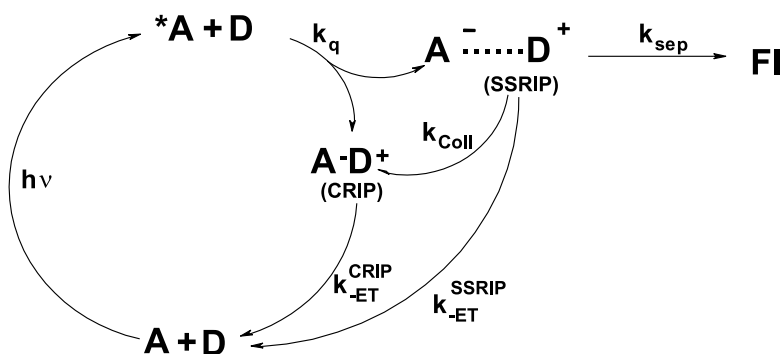 *A + D
k_q
A⁻ ······ D⁺
(SSRIP)
k_sep
FI
k_Coll
A⁻D⁺
(CRIP)
hν
k_-ET^CRIP
k_-ET^SSRIP
A + D